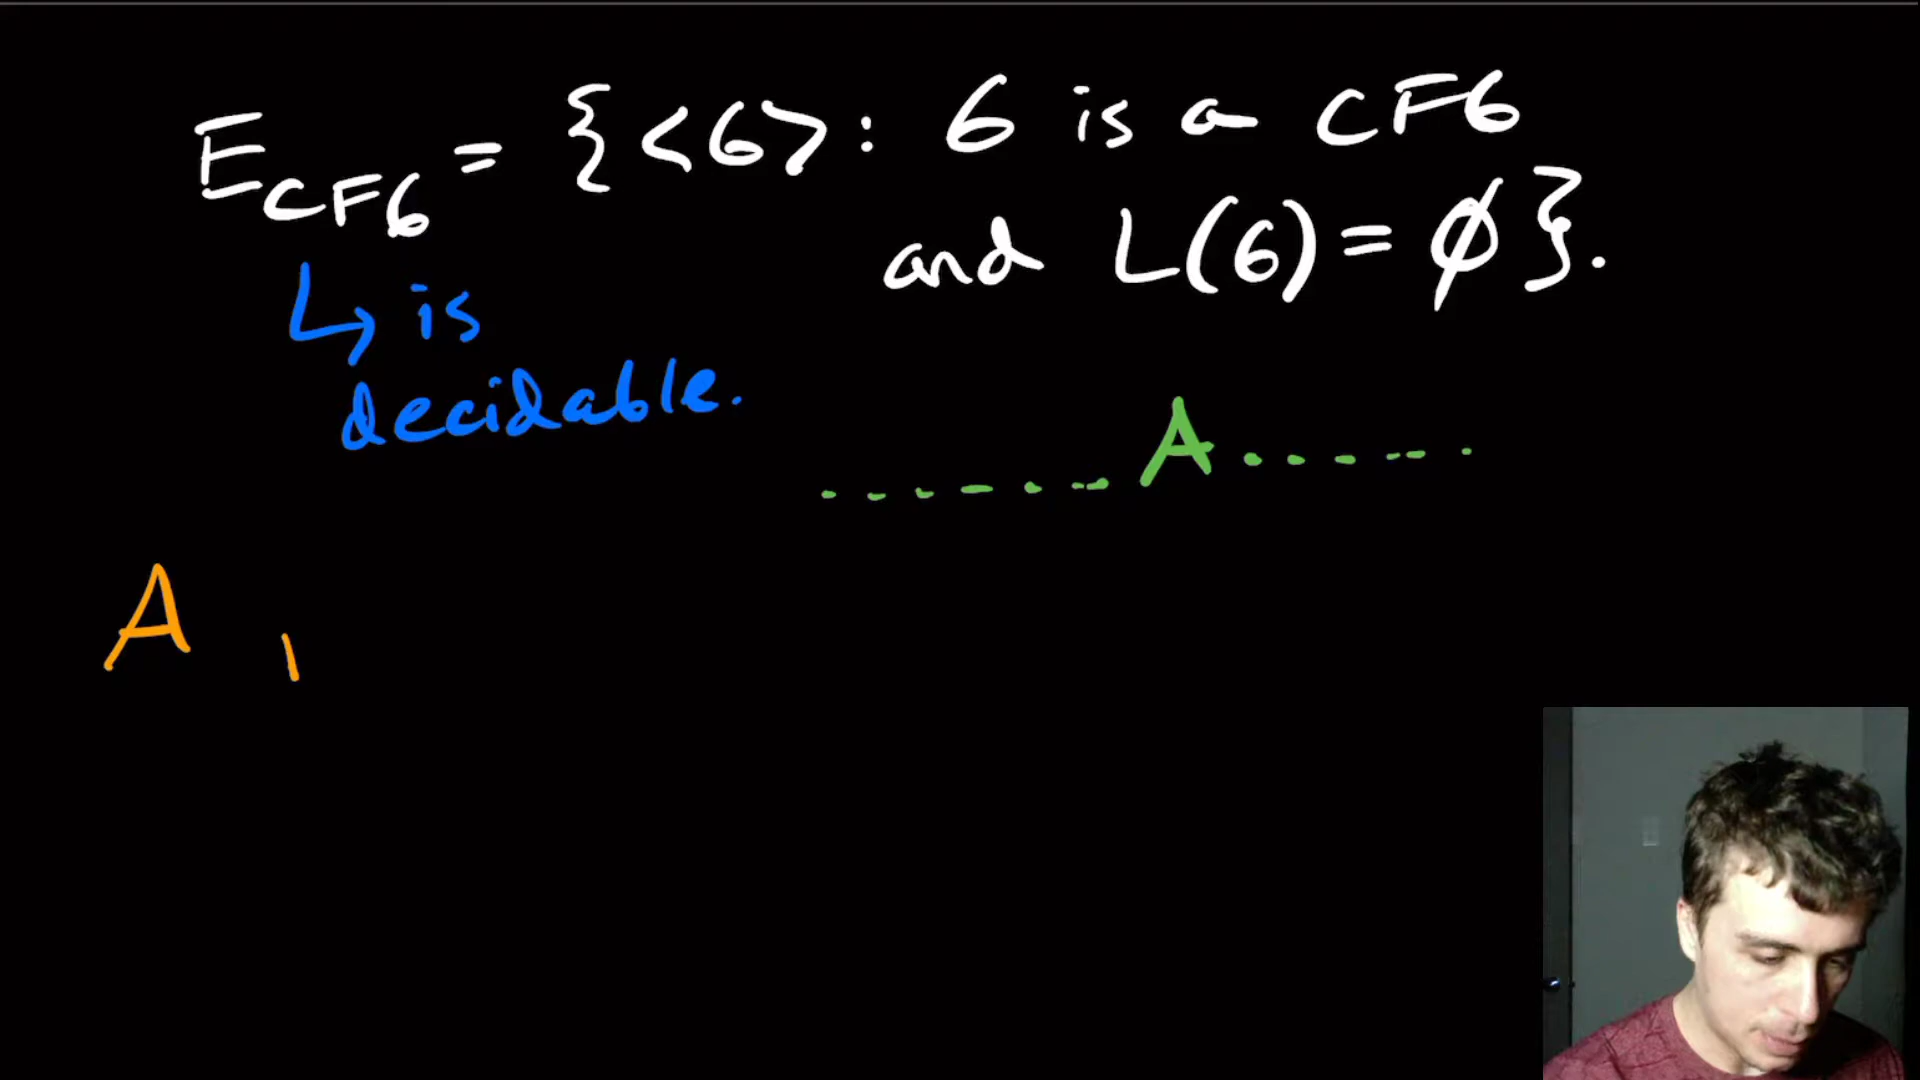 E_CFG = {<G>: G is a CFG
and L(G) = ∅}.
↳ is
decidable.
. . . . . . A . . . . . .
A